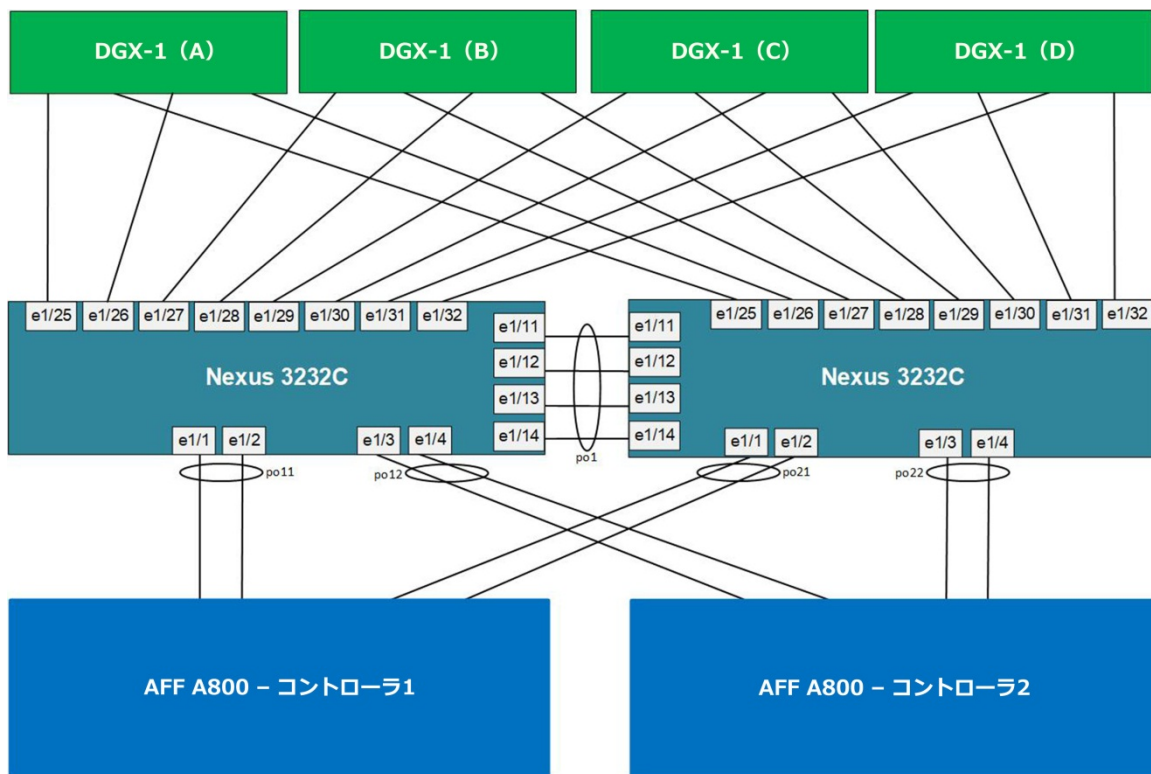 DGX-1（A）
DGX-1（B）
DGX-1（C）
DGX-1（D）
e1/25
e1/26
e1/27
e1/28
e1/29
e1/30
e1/31
e1/32
e1/11
e1/12
e1/13
e1/14
Nexus 3232C
e1/1
e1/2
e1/3
e1/4
po11
po12
po1
e1/25
e1/26
e1/27
e1/28
e1/29
e1/30
e1/31
e1/32
e1/11
e1/12
e1/13
e1/14
Nexus 3232C
e1/1
e1/2
e1/3
e1/4
po21
po22
AFF A800 – コントローラ1
AFF A800 – コントローラ2